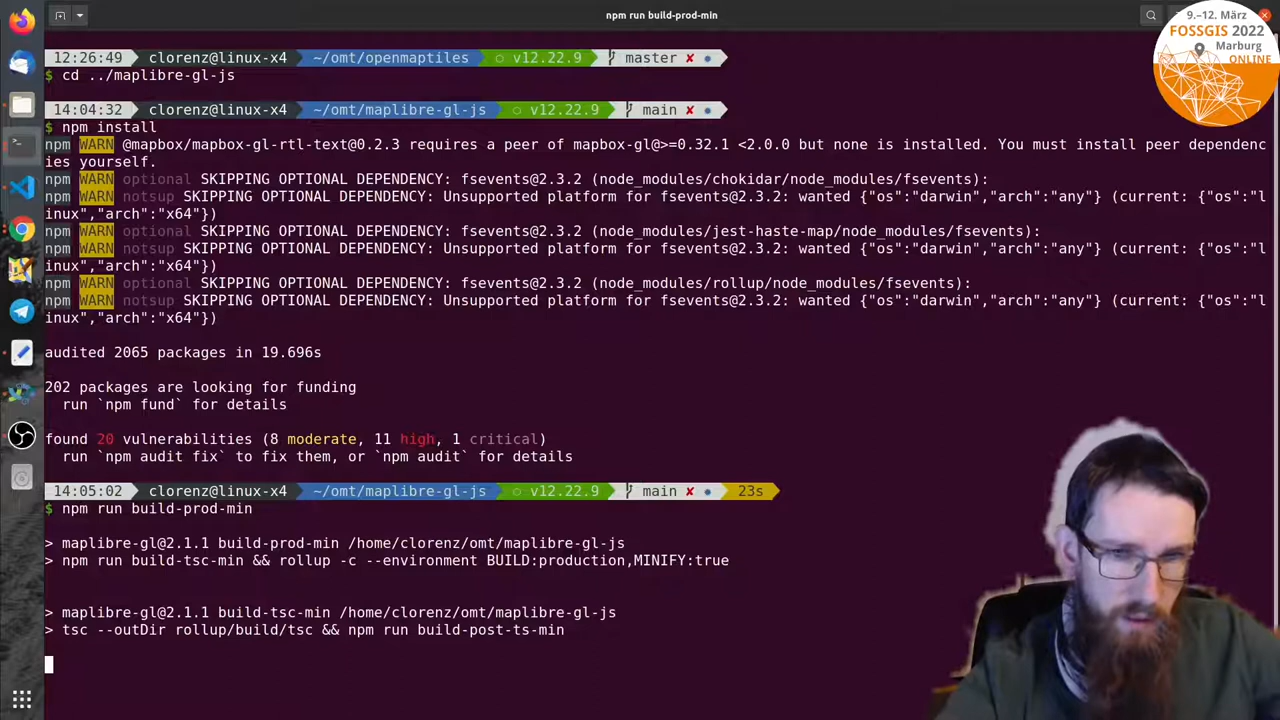 npm run build-prod-min
9.–12. März
FOSSGIS 2022
Marburg
ONLINE
12:26:49 clorenz@linux-x4 ~/omt/openmaptiles v12.22.9 master ✘
$ cd ../maplibre-gl-js
14:04:32 clorenz@linux-x4 ~/omt/maplibre-gl-js v12.22.9 main ✘
$ npm install
npm WARN @mapbox/mapbox-gl-rtl-text@0.2.3 requires a peer of mapbox-gl@>=0.32.1 <2.0.0 but none is installed. You must install peer dependenc
ies yourself.
npm WARN optional SKIPPING OPTIONAL DEPENDENCY: fsevents@2.3.2 (node_modules/chokidar/node_modules/fsevents):
npm WARN notsup SKIPPING OPTIONAL DEPENDENCY: Unsupported platform for fsevents@2.3.2: wanted {"os":"darwin","arch":"any"} (current: {"os":"l
inux","arch":"x64"})
npm WARN optional SKIPPING OPTIONAL DEPENDENCY: fsevents@2.3.2 (node_modules/jest-haste-map/node_modules/fsevents):
npm WARN notsup SKIPPING OPTIONAL DEPENDENCY: Unsupported platform for fsevents@2.3.2: wanted {"os":"darwin","arch":"any"} (current: {"os":"l
inux","arch":"x64"})
npm WARN optional SKIPPING OPTIONAL DEPENDENCY: fsevents@2.3.2 (node_modules/rollup/node_modules/fsevents):
npm WARN notsup SKIPPING OPTIONAL DEPENDENCY: Unsupported platform for fsevents@2.3.2: wanted {"os":"darwin","arch":"any"} (current: {"os":"l
inux","arch":"x64"})
audited 2065 packages in 19.696s
202 packages are looking for funding
run `npm fund` for details
found 20 vulnerabilities (8 moderate, 11 high, 1 critical)
run `npm audit fix` to fix them, or `npm audit` for details
14:05:02 clorenz@linux-x4 ~/omt/maplibre-gl-js v12.22.9 main ✘ 23s
$ npm run build-prod-min
> maplibre-gl@2.1.1 build-prod-min /home/clorenz/omt/maplibre-gl-js
> npm run build-tsc-min && rollup -c --environment BUILD:production,MINIFY:true
> maplibre-gl@2.1.1 build-tsc-min /home/clorenz/omt/maplibre-gl-js
> tsc --outDir rollup/build/tsc && npm run build-post-ts-min